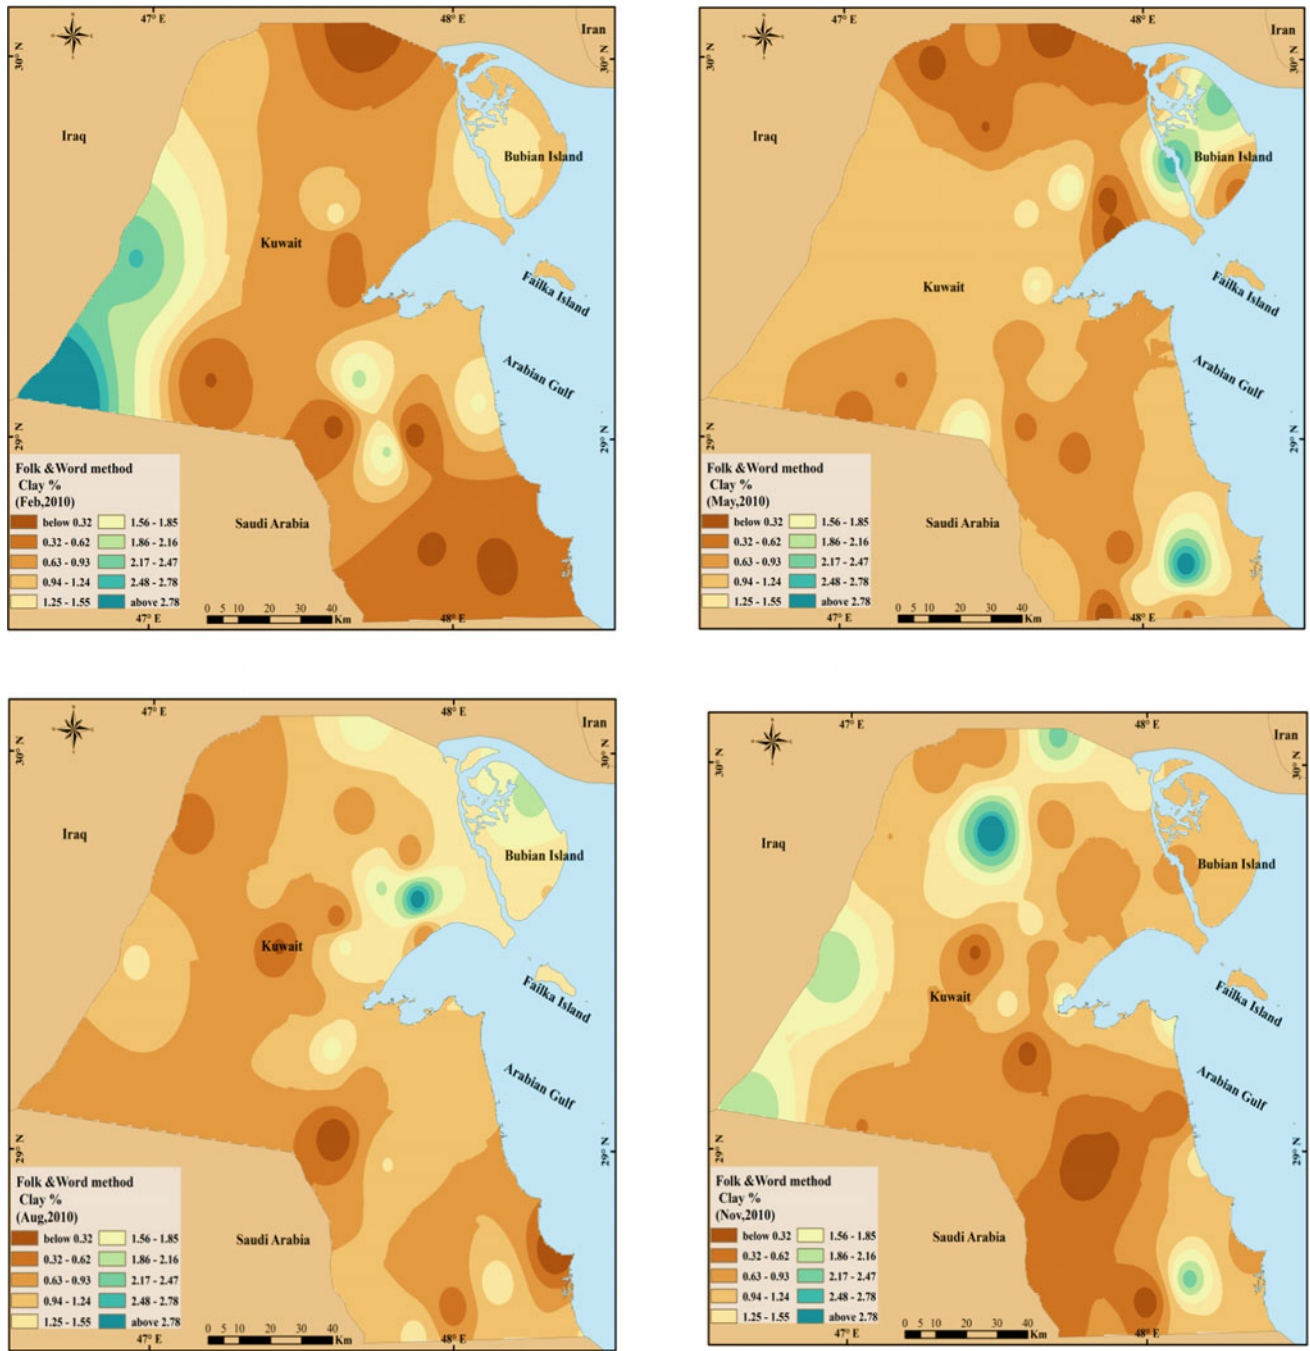 47° E 48° E
Iran
30° N 30° N
Iraq
Bubian Island
Kuwait
Failka Island
Arabian Gulf
29° N 29° N
Folk &Word method
Clay %
(Feb,2010)
below 0.32 1.56 - 1.85
0.32 - 0.62 1.86 - 2.16
0.63 - 0.93 2.17 - 2.47
0.94 - 1.24 2.48 - 2.78
1.25 - 1.55 above 2.78
Saudi Arabia
0 5 10 20 30 40
Km
47° E 48° E
47° E 48° E
Iran
30° N 30° N
Iraq
Bubian Island
Kuwait
Failka Island
Arabian Gulf
29° N 29° N
Folk &Word method
Clay %
(May,2010)
below 0.32 1.56 - 1.85
0.32 - 0.62 1.86 - 2.16
0.63 - 0.93 2.17 - 2.47
0.94 - 1.24 2.48 - 2.78
1.25 - 1.55 above 2.78
Saudi Arabia
0 5 10 20 30 40
Km
47° E 48° E
47° E 48° E
Iran
30° N 30° N
Iraq
Bubian Island
Kuwait
Failka Island
Arabian Gulf
29° N 29° N
Folk &Word method
Clay %
(Aug,2010)
below 0.32 1.56 - 1.85
0.32 - 0.62 1.86 - 2.16
0.63 - 0.93 2.17 - 2.47
0.94 - 1.24 2.48 - 2.78
1.25 - 1.55 above 2.78
Saudi Arabia
0 5 10 20 30 40
Km
47° E 48° E
47° E 48° E
Iran
30° N 30° N
Iraq
Bubian Island
Kuwait
Failka Island
Arabian Gulf
29° N 29° N
Folk &Word method
Clay %
(Nov,2010)
below 0.32 1.56 - 1.85
0.32 - 0.62 1.86 - 2.16
0.63 - 0.93 2.17 - 2.47
0.94 - 1.24 2.48 - 2.78
1.25 - 1.55 above 2.78
Saudi Arabia
0 5 10 20 30 40
Km
47° E 48° E